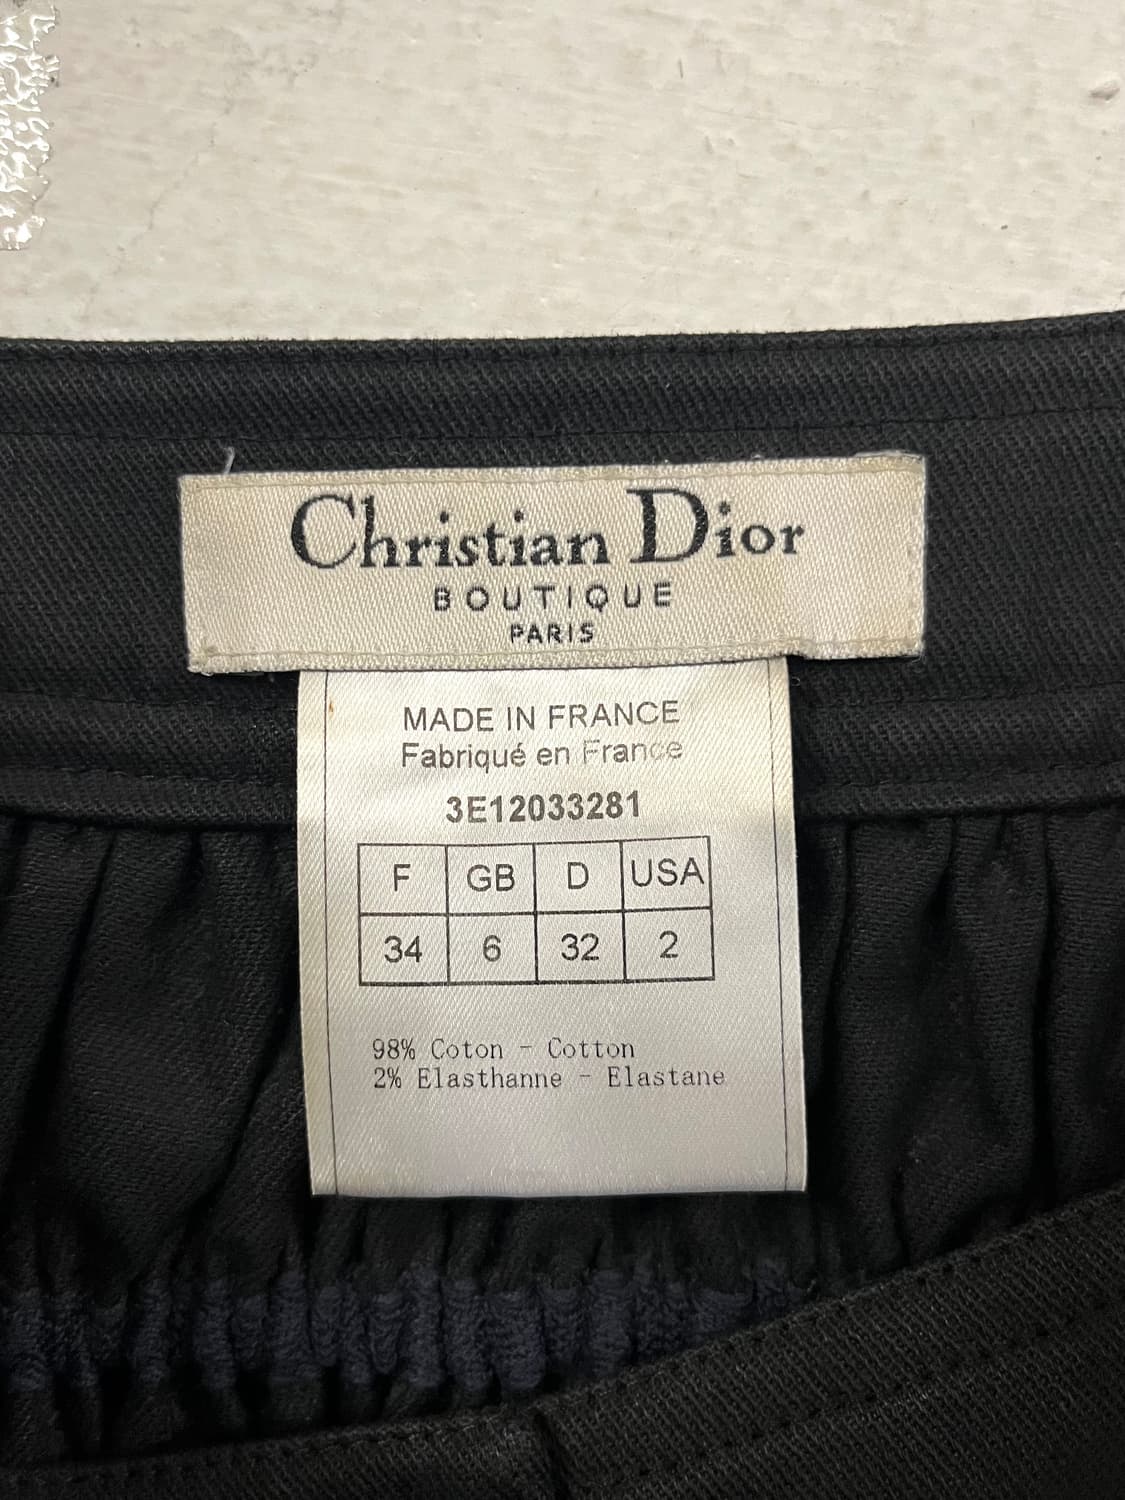 Christian Dior
BOUTIQUE
PARIS
MADE IN FRANCE
Fabriqué en France
3E12033281
F GB D USA
34 6 32 2
98% Coton - Cotton
2% Elasthanne - Elastane